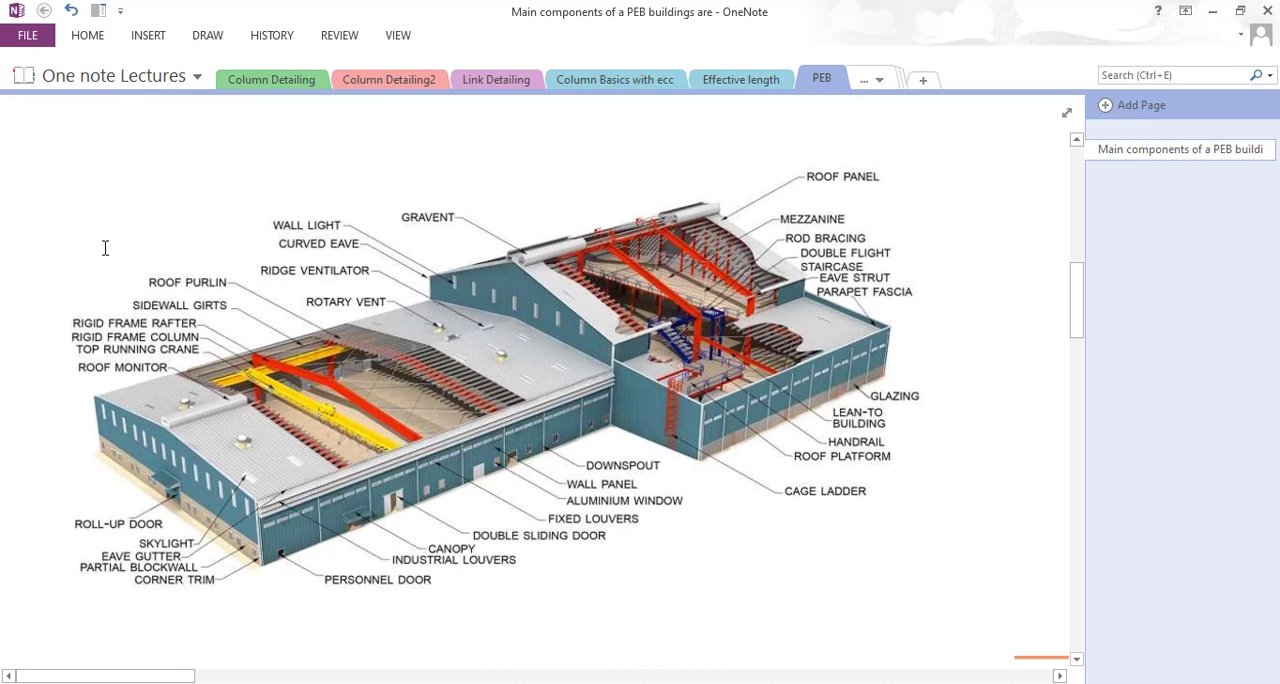 Main components of a PEB buildings are - OneNote
FILE HOME INSERT DRAW HISTORY REVIEW VIEW
One note Lectures
Column Detailing Column Detailing2 Link Detailing Column Basics with ecc Effective length PEB ...
Search (Ctrl+E)
Add Page
Main components of a PEB buildi
ROOF PANEL
GRAVENT
MEZZANINE
WALL LIGHT
ROD BRACING
CURVED EAVE
DOUBLE FLIGHT
STAIRCASE
RIDGE VENTILATOR
EAVE STRUT
ROOF PURLIN
PARAPET FASCIA
ROTARY VENT
SIDEWALL GIRTS
RIGID FRAME RAFTER
RIGID FRAME COLUMN
TOP RUNNING CRANE
ROOF MONITOR
GLAZING
LEAN-TO
BUILDING
HANDRAIL
ROOF PLATFORM
DOWNSPOUT
WALL PANEL
CAGE LADDER
ALUMINIUM WINDOW
FIXED LOUVERS
ROLL-UP DOOR
DOUBLE SLIDING DOOR
SKYLIGHT
CANOPY
EAVE GUTTER
INDUSTRIAL LOUVERS
PARTIAL BLOCKWALL
CORNER TRIM
PERSONNEL DOOR